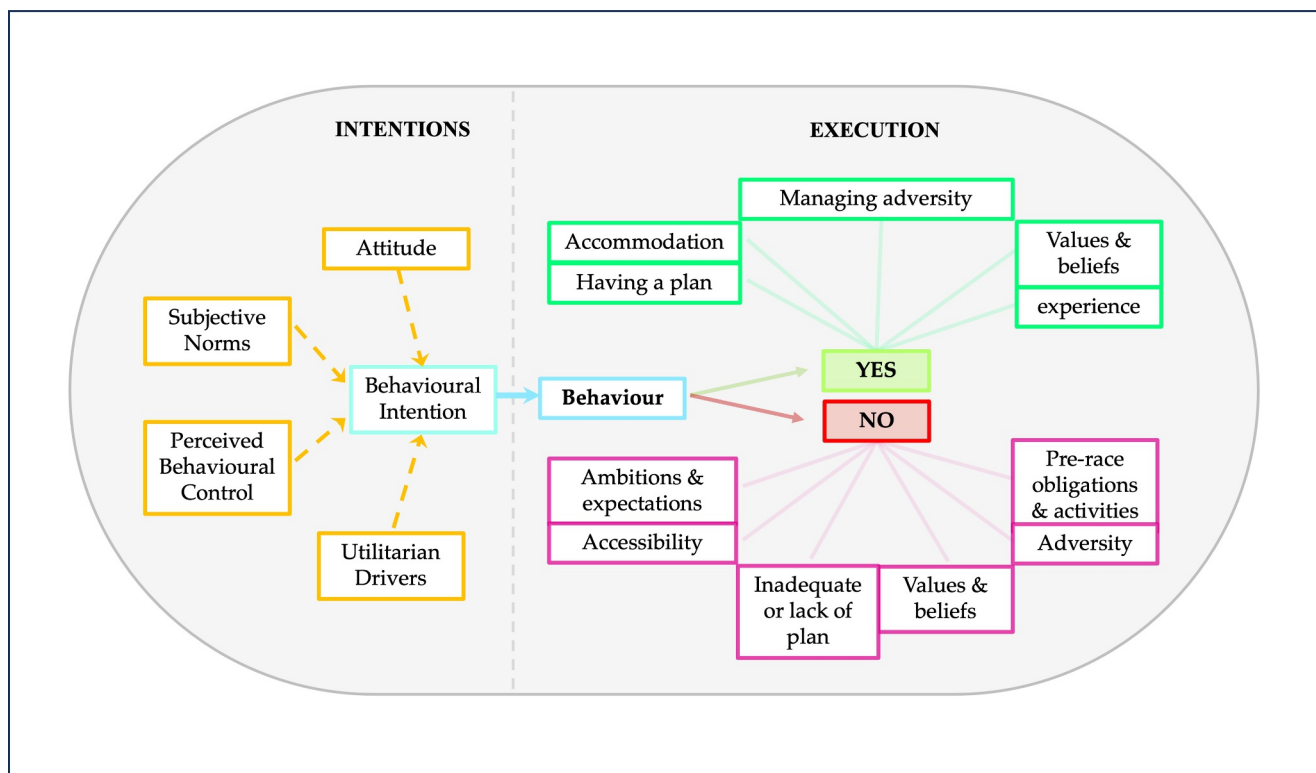 INTENTIONS
Attitude
Subjective
Norms
Behavioural
Intention
Perceived
Behavioural
Control
Utilitarian
Drivers
EXECUTION
Managing adversity
Accommodation
Having a plan
Values &
beliefs
experience
Behaviour
YES
NO
Ambitions &
expectations
Accessibility
Inadequate
or lack of
plan
Values &
beliefs
Pre-race
obligations
& activities
Adversity